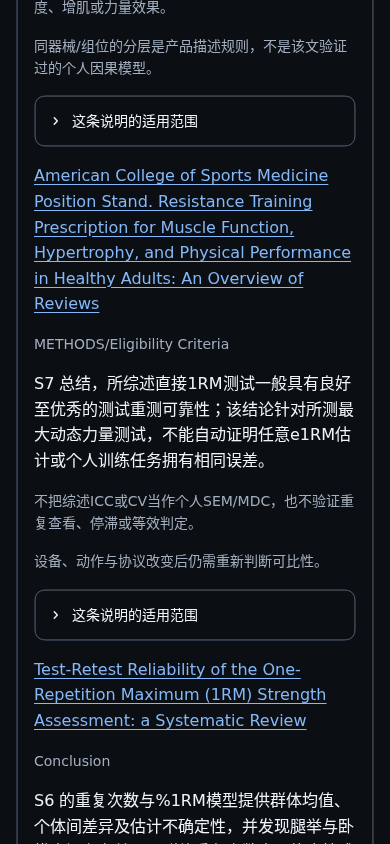 度、增肌或力量效果。
同器械/组位的分层是产品描述规则，不是该文验证
过的个人因果模型。
这条说明的适用范围
American College of Sports Medicine
Position Stand. Resistance Training
Prescription for Muscle Function,
Hypertrophy, and Physical Performance
in Healthy Adults: An Overview of
Reviews
METHODS/Eligibility Criteria
S7 总结，所综述直接1RM测试一般具有良好
至优秀的测试重测可靠性；该结论针对所测最
大动态力量测试，不能自动证明任意e1RM估
计或个人训练任务拥有相同误差。
不把综述ICC或CV当作个人SEM/MDC，也不验证重
复查看、停滞或等效判定。
设备、动作与协议改变后仍需重新判断可比性。
这条说明的适用范围
Test-Retest Reliability of the One-
Repetition Maximum (1RM) Strength
Assessment: a Systematic Review
Conclusion
S6 的重复次数与%1RM模型提供群体均值、
个体间差异及估计不确定性，并发现腿举与卧